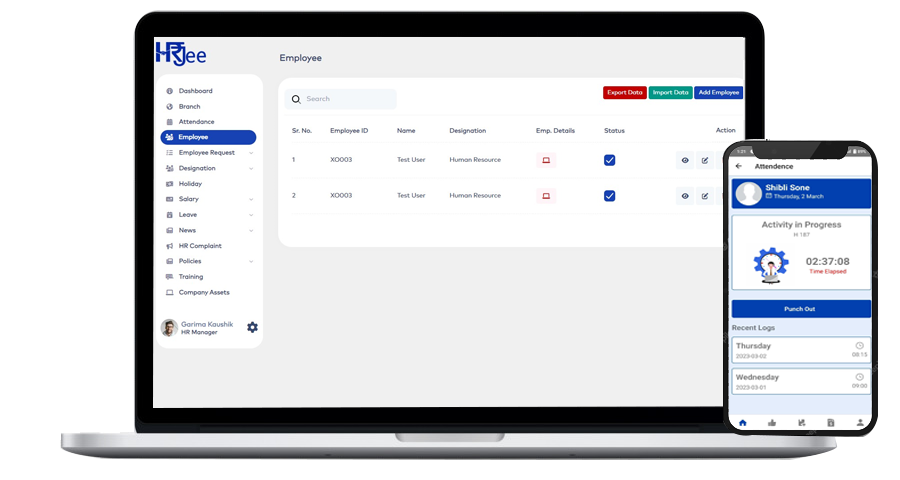 HRJee
Employee
Dashboard
Branch
Attendance
Employee
Employee Request
Designation
Holiday
Salary
Leave
News
HR Complaint
Policies
Training
Company Assets
Garima Kaushik
HR Manager
Search
Export Data Import Data Add Employee
Sr. No. Employee ID Name Designation Emp. Details Status Action
1 XO003 Test User Human Resource
2 XO003 Test User Human Resource
Attendence
Shibli Sone
Thursday, 2 March
Activity in Progress
H 187
02:37:08
Time Elapsed
Punch Out
Recent Logs
Thursday
2023-03-02 08:15
Wednesday
2023-03-01 09:00